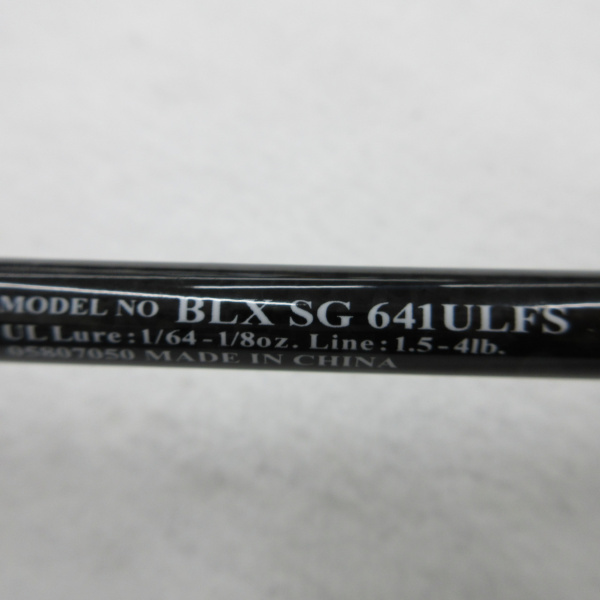 MODEL NO BLX SG 641ULFS
UL Lure:1/64-1/8oz. Line:1.5-4lb.
05807050 MADE IN CHINA